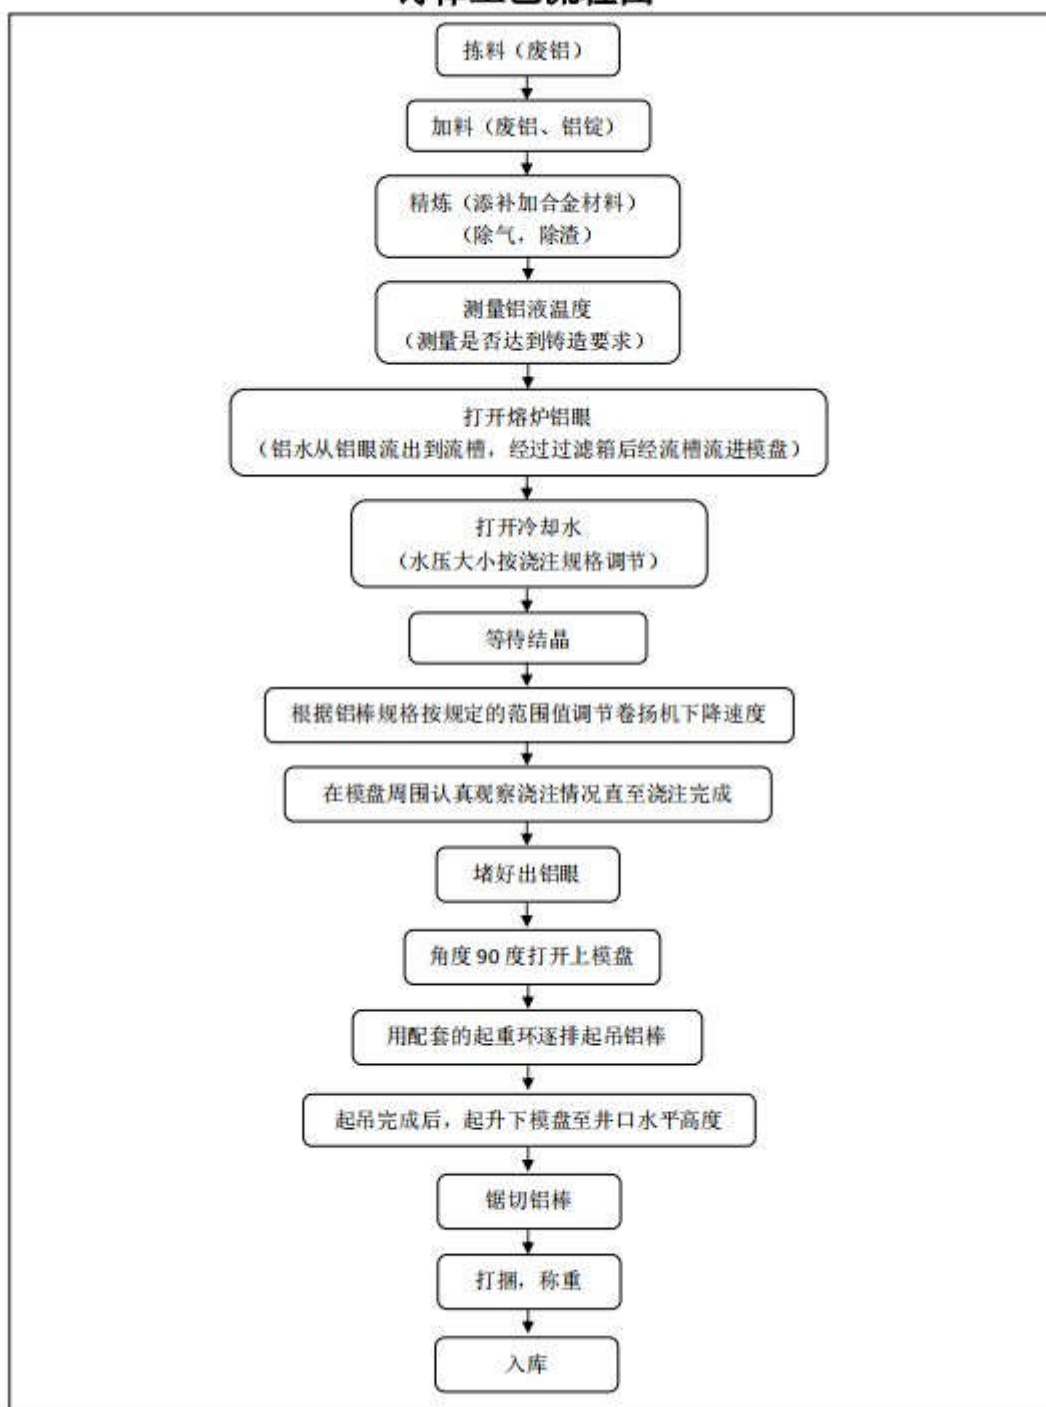 拣料（废铝）
加料（废铝、铝锭）
精炼（添补加合金材料）
（除气，除渣）
测量铝液温度
（测量是否达到铸造要求）
打开熔炉铝眼
（铝水从铝眼流出到流槽，经过过滤箱后经流槽流进模盘）
打开冷却水
（水压大小按浇注规格调节）
等待结晶
根据铝棒规格按规定的范围值调节卷扬机下降速度
在模盘周围认真观察浇注情况直至浇注完成
堵好出铝眼
角度 90 度打开上模盘
用配套的起重环逐排起吊铝棒
起吊完成后，起升下模盘至井口水平高度
锯切铝棒
打捆，称重
入库